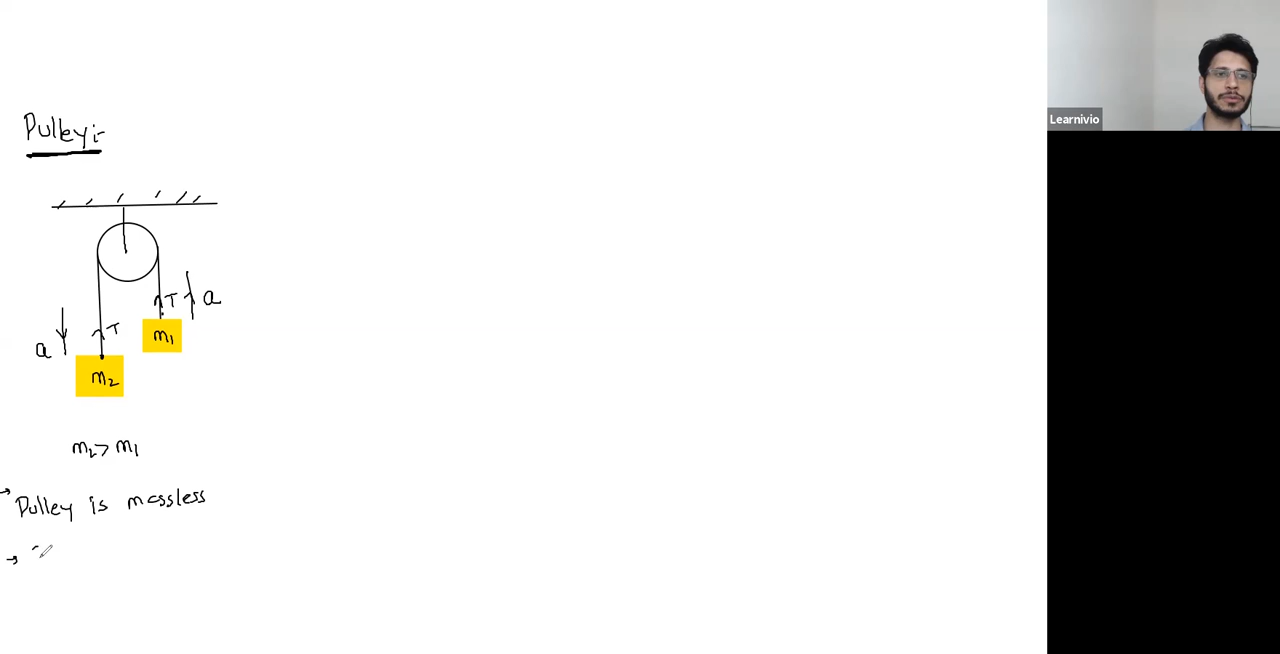 Pulley:-
T
a
T
a
m1
m2
m2 > m1
→ Pulley is massless
→
Learnivio